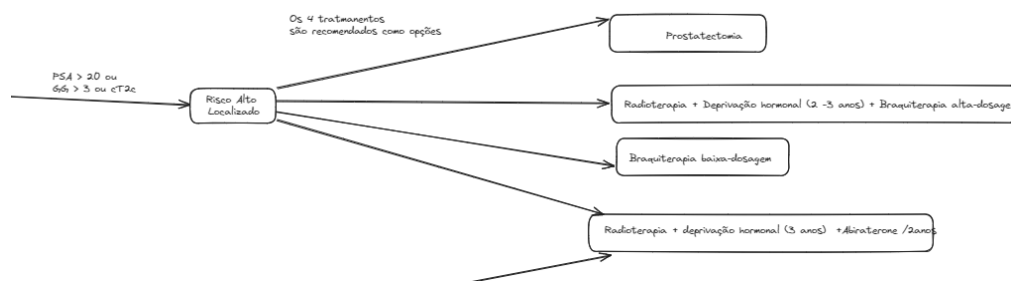 Os 4 tratmanentos
são recomendados como opções
Prostatectomia
PSA > 20 ou
GG > 3 ou cT2c
Risco Alto
Localizado
Radioterapia + Deprivação hormonal (2 -3 anos) + Braquiterapia alta-dosage
Braquiterapia baixa-dosagem
Radioterapia + deprivação hormonal (3 anos) +Abiraterone /2anos